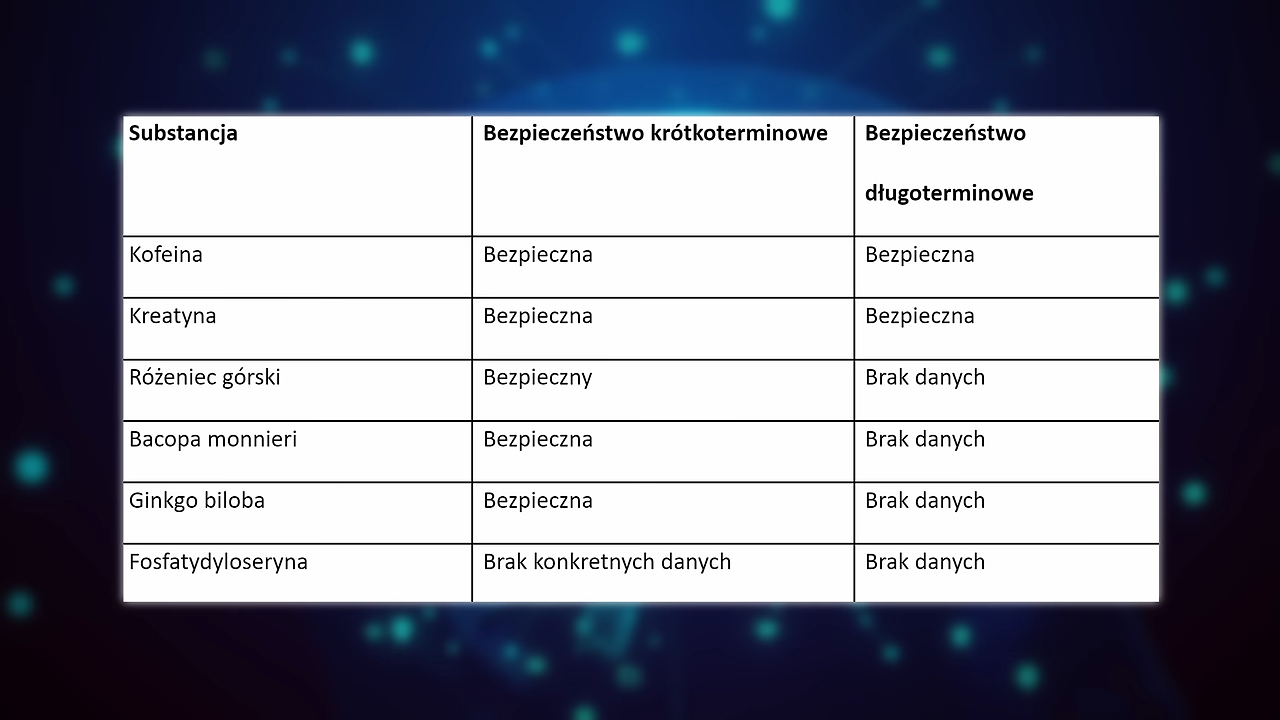 Substancja
Bezpieczeństwo krótkoterminowe
Bezpieczeństwo
długoterminowe
Kofeina
Bezpieczna
Bezpieczna
Kreatyna
Bezpieczna
Bezpieczna
Różeniec górski
Bezpieczny
Brak danych
Bacopa monnieri
Bezpieczna
Brak danych
Ginkgo biloba
Bezpieczna
Brak danych
Fosfatydyloseryna
Brak konkretnych danych
Brak danych